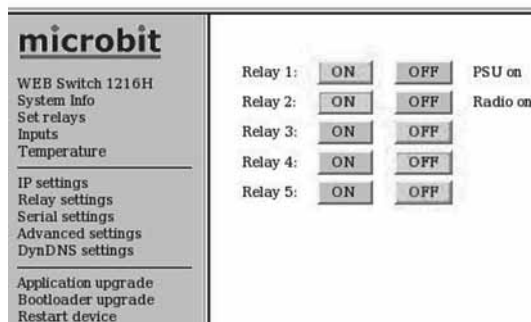 microbit
WEB Switch 1216H
System Info
Set relays
Inputs
Temperature
IP settings
Relay settings
Serial settings
Advanced settings
DynDNS settings
Application upgrade
Bootloader upgrade
Restart device
Relay 1: ON OFF PSU on
Relay 2: ON OFF Radio on
Relay 3: ON OFF
Relay 4: ON OFF
Relay 5: ON OFF